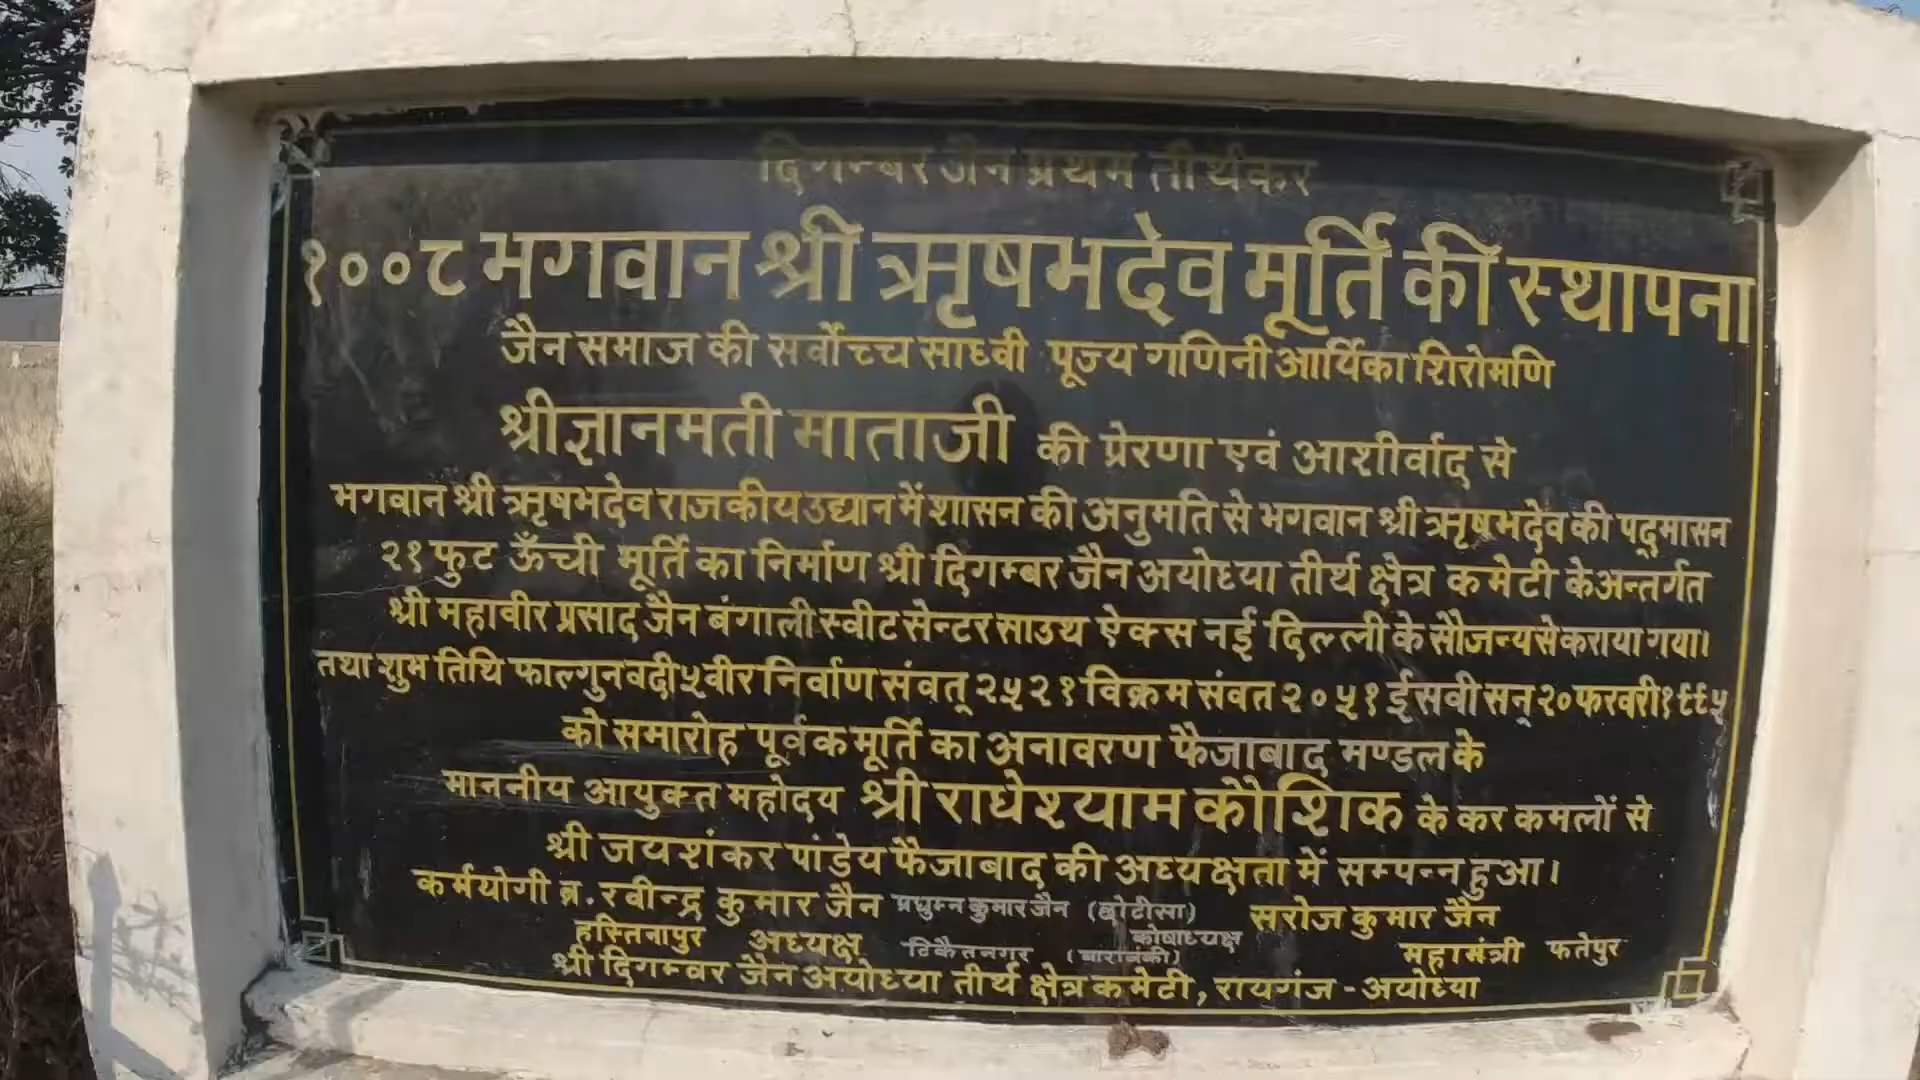 दिगम्बर जैन प्रथम तीर्थंकर
१००८ भगवान श्री ऋषभदेव मूर्ति की स्थापना
जैन समाज की सर्वोच्च साध्वी पूज्य गणिनी आर्यिका शिरोमणि
श्री ज्ञानमती माताजी की प्रेरणा एवं आशीर्वाद से
भगवान श्री ऋषभदेव राजकीय उद्यान में शासन की अनुमति से भगवान श्री ऋषभदेव की पद्मासन
२१ फुट ऊँची मूर्ति का निर्माण श्री दिगम्बर जैन अयोध्या तीर्थ क्षेत्र कमेटी के अन्तर्गत
श्री महावीर प्रसाद जैन बंगाली स्वीट सेन्टर साउथ ऐक्स नई दिल्ली के सौजन्य से कराया गया।
तथा शुभ तिथि फाल्गुन वदी ५ वीर निर्वाण संवत् २५२१ विक्रम संवत २०५१ ईसवी सन् २० फरवरी १९९५
को समारोह पूर्वक मूर्ति का अनावरण फैजाबाद मण्डल के
माननीय आयुक्त महोदय श्री राधेश्याम कौशिक के कर कमलों से
श्री जयशंकर पांडेय फैजाबाद की अध्यक्षता में सम्पन्न हुआ।
कर्मयोगी ब्र. रवीन्द्र कुमार जैन प्रद्युम्न कुमार जैन (छोटीसा) सरोज कुमार जैन
हस्तिनापुर अध्यक्ष टिकैतनगर (बाराबंकी) कोषाध्यक्ष महामंत्री फतेपुर
श्री दिगम्वर जैन अयोध्या तीर्थ क्षेत्र कमेटी, रायगंज - अयोध्या